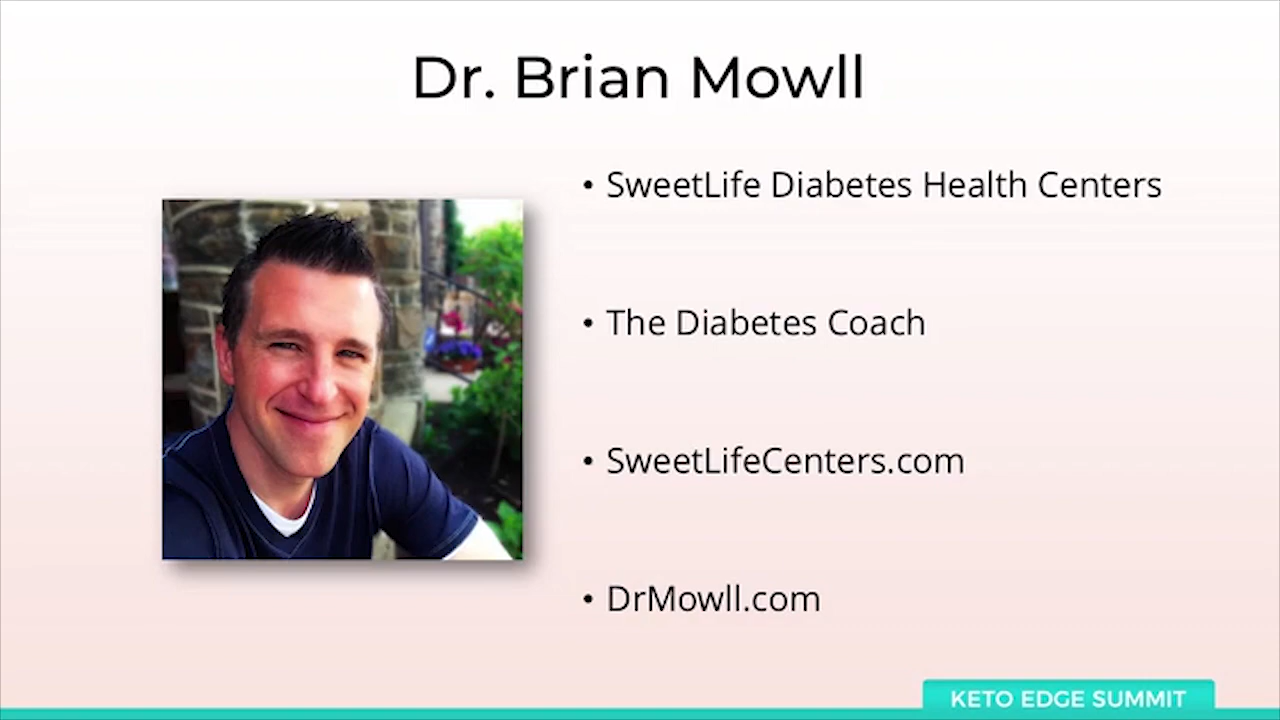 Dr. Brian Mowll
• SweetLife Diabetes Health Centers
• The Diabetes Coach
• SweetLifeCenters.com
• DrMowll.com
KETO EDGE SUMMIT